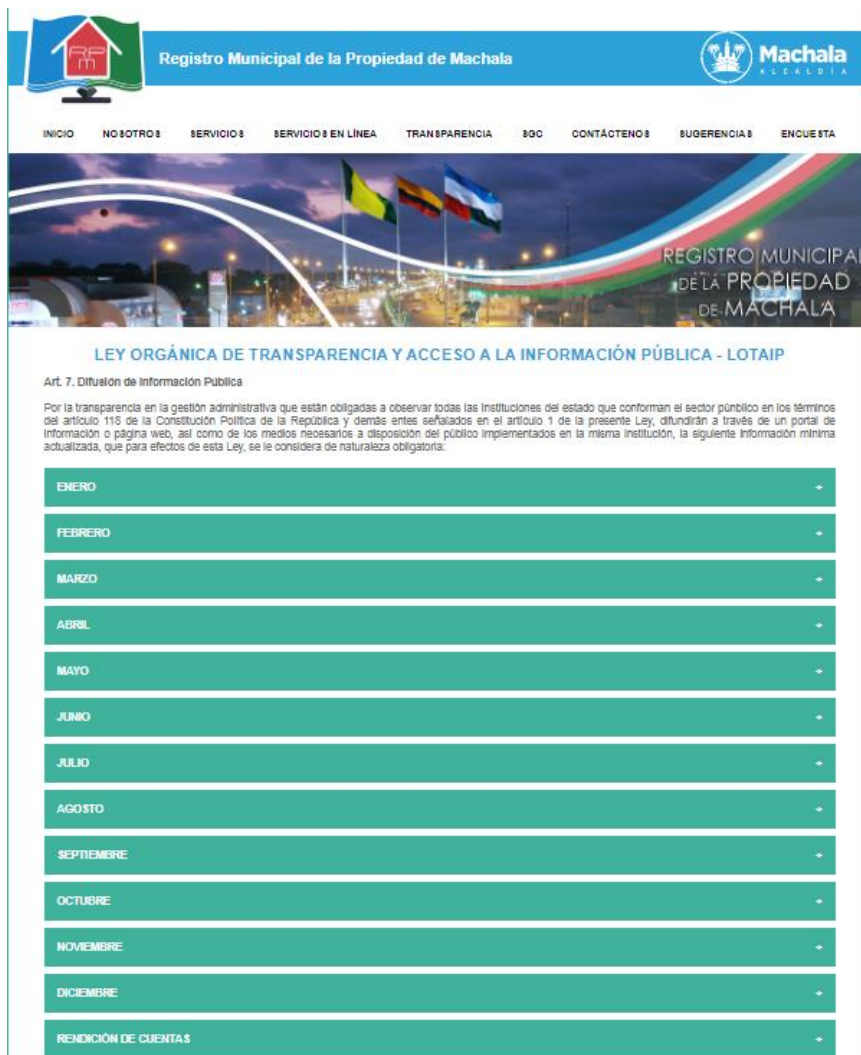 RPM
Registro Municipal de la Propiedad de Machala
Machala
ALCALDÍA
INICIO NOSOTROS SERVICIOS SERVICIOS EN LÍNEA TRANSPARENCIA SGC CONTÁCTENOS SUGERENCIAS ENCUESTA
REGISTRO MUNICIPAL
DE LA PROPIEDAD
DE MACHALA
LEY ORGÁNICA DE TRANSPARENCIA Y ACCESO A LA INFORMACIÓN PÚBLICA - LOTAIP
Art. 7. Difusión de Información Pública
Por la transparencia en la gestión administrativa que están obligadas a observar todas las Instituciones del estado que conforman el sector púnblico en los términos
del artículo 118 de la Constitución Política de la República y demás entes señalados en el artículo 1 de la presente Ley, difundirán a través de un portal de
información o página web, así como de los medios necesarios a disposición del público implementados en la misma institución, la siguiente información mínima
actualizada, que para efectos de esta Ley, se le considera de naturaleza obligatoria:
ENERO +
FEBRERO +
MARZO +
ABRIL +
MAYO +
JUNIO +
JULIO +
AGOSTO +
SEPTIEMBRE +
OCTUBRE +
NOVIEMBRE +
DICIEMBRE +
RENDICIÓN DE CUENTAS +